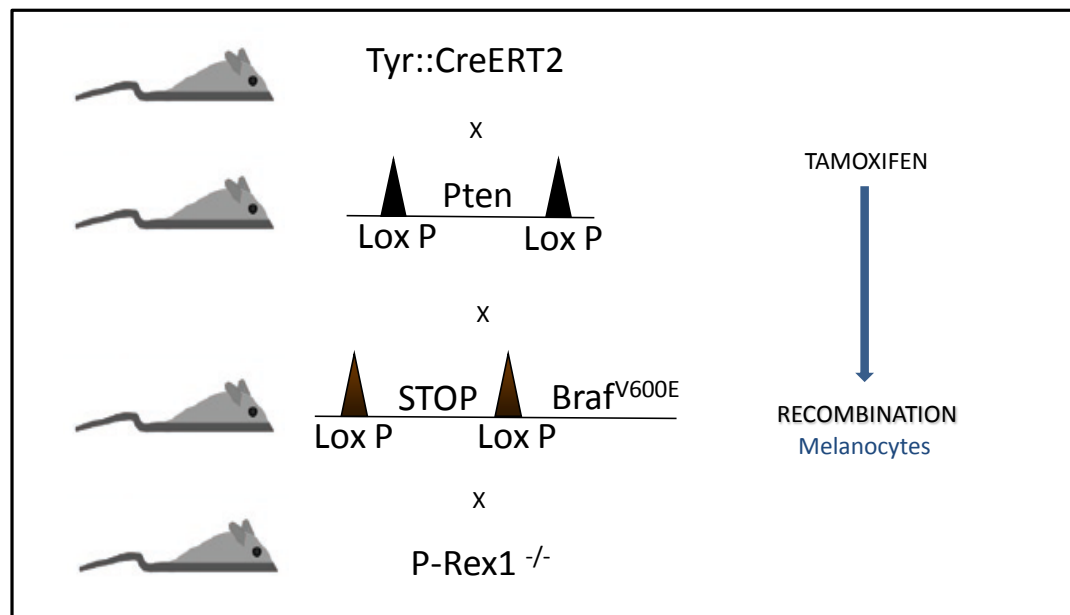 Tyr::CreERT2
x
TAMOXIFEN
Pten
Lox P Lox P
x
STOP Braf^V600E
Lox P Lox P
RECOMBINATION
Melanocytes
x
P-Rex1 -/-